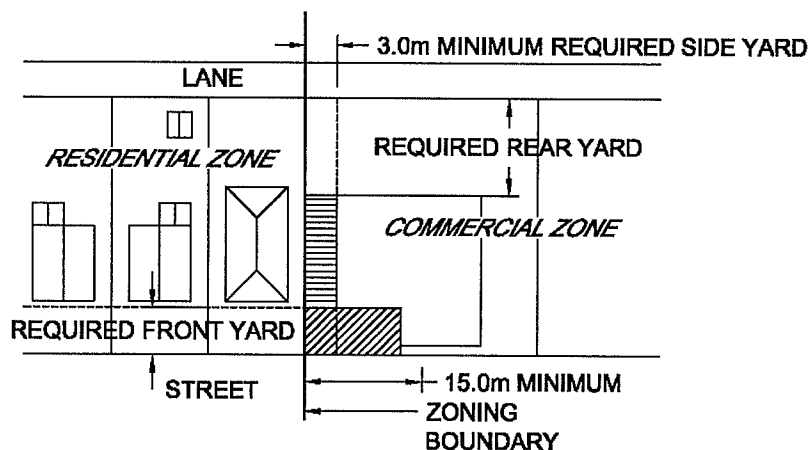 3.0m MINIMUM REQUIRED SIDE YARD
LANE
RESIDENTIAL ZONE
REQUIRED REAR YARD
COMMERCIAL ZONE
REQUIRED FRONT YARD
STREET
15.0m MINIMUM
ZONING
BOUNDARY